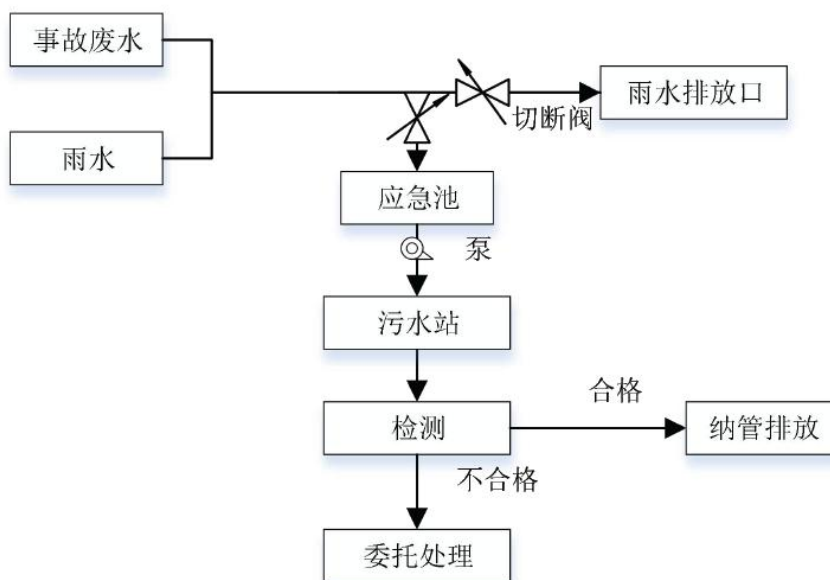 事故废水
雨水
切断阀
雨水排放口
应急池
泵
污水站
检测
合格
纳管排放
不合格
委托处理